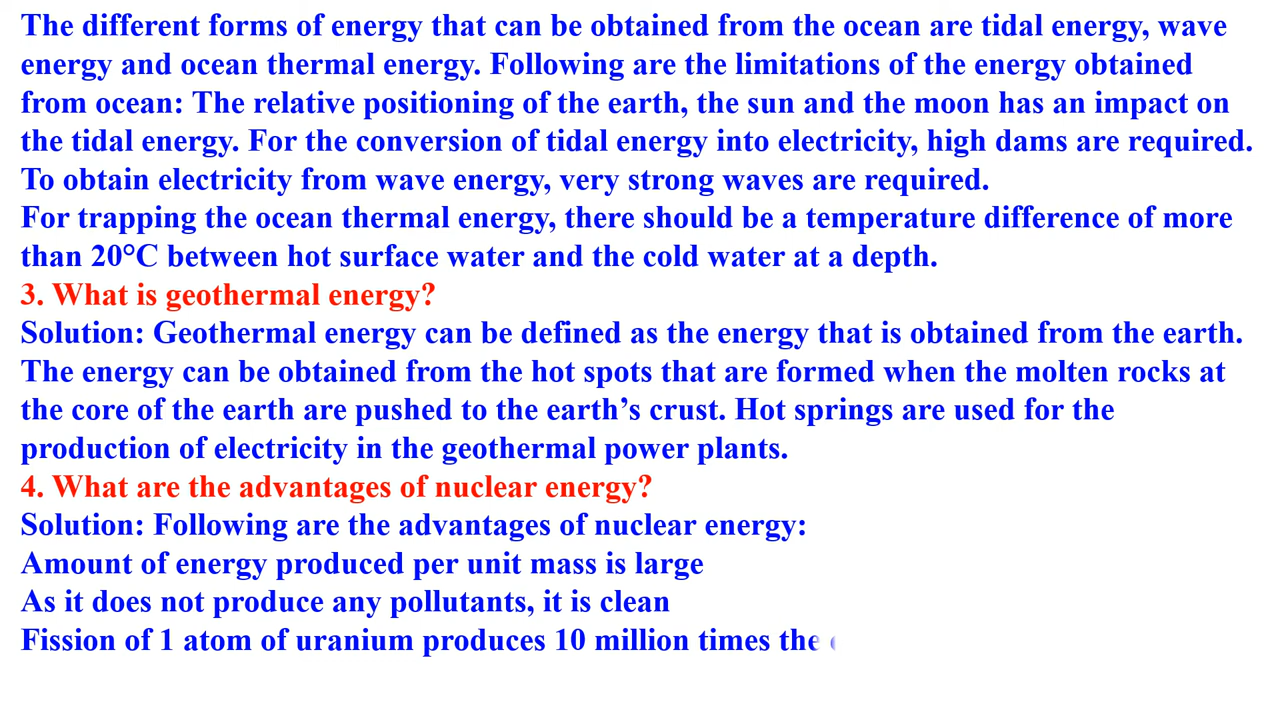 The different forms of energy that can be obtained from the ocean are tidal energy, wave
energy and ocean thermal energy. Following are the limitations of the energy obtained
from ocean: The relative positioning of the earth, the sun and the moon has an impact on
the tidal energy. For the conversion of tidal energy into electricity, high dams are required.
To obtain electricity from wave energy, very strong waves are required.
For trapping the ocean thermal energy, there should be a temperature difference of more
than 20°C between hot surface water and the cold water at a depth.
3. What is geothermal energy?
Solution: Geothermal energy can be defined as the energy that is obtained from the earth.
The energy can be obtained from the hot spots that are formed when the molten rocks at
the core of the earth are pushed to the earth’s crust. Hot springs are used for the
production of electricity in the geothermal power plants.
4. What are the advantages of nuclear energy?
Solution: Following are the advantages of nuclear energy:
Amount of energy produced per unit mass is large
As it does not produce any pollutants, it is clean
Fission of 1 atom of uranium produces 10 million times the